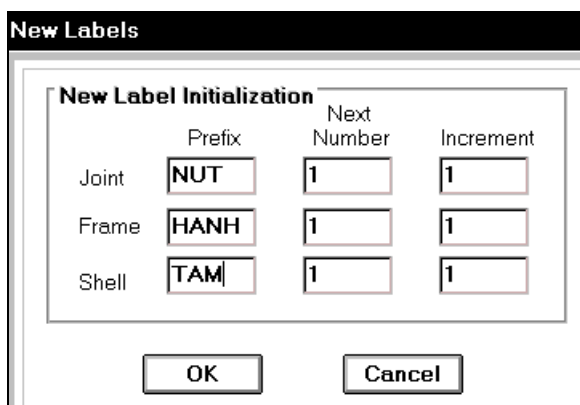 New Labels
New Label Initialization
Prefix Next Number Increment
Joint NUT 1 1
Frame HANH 1 1
Shell TAM 1 1
OK Cancel